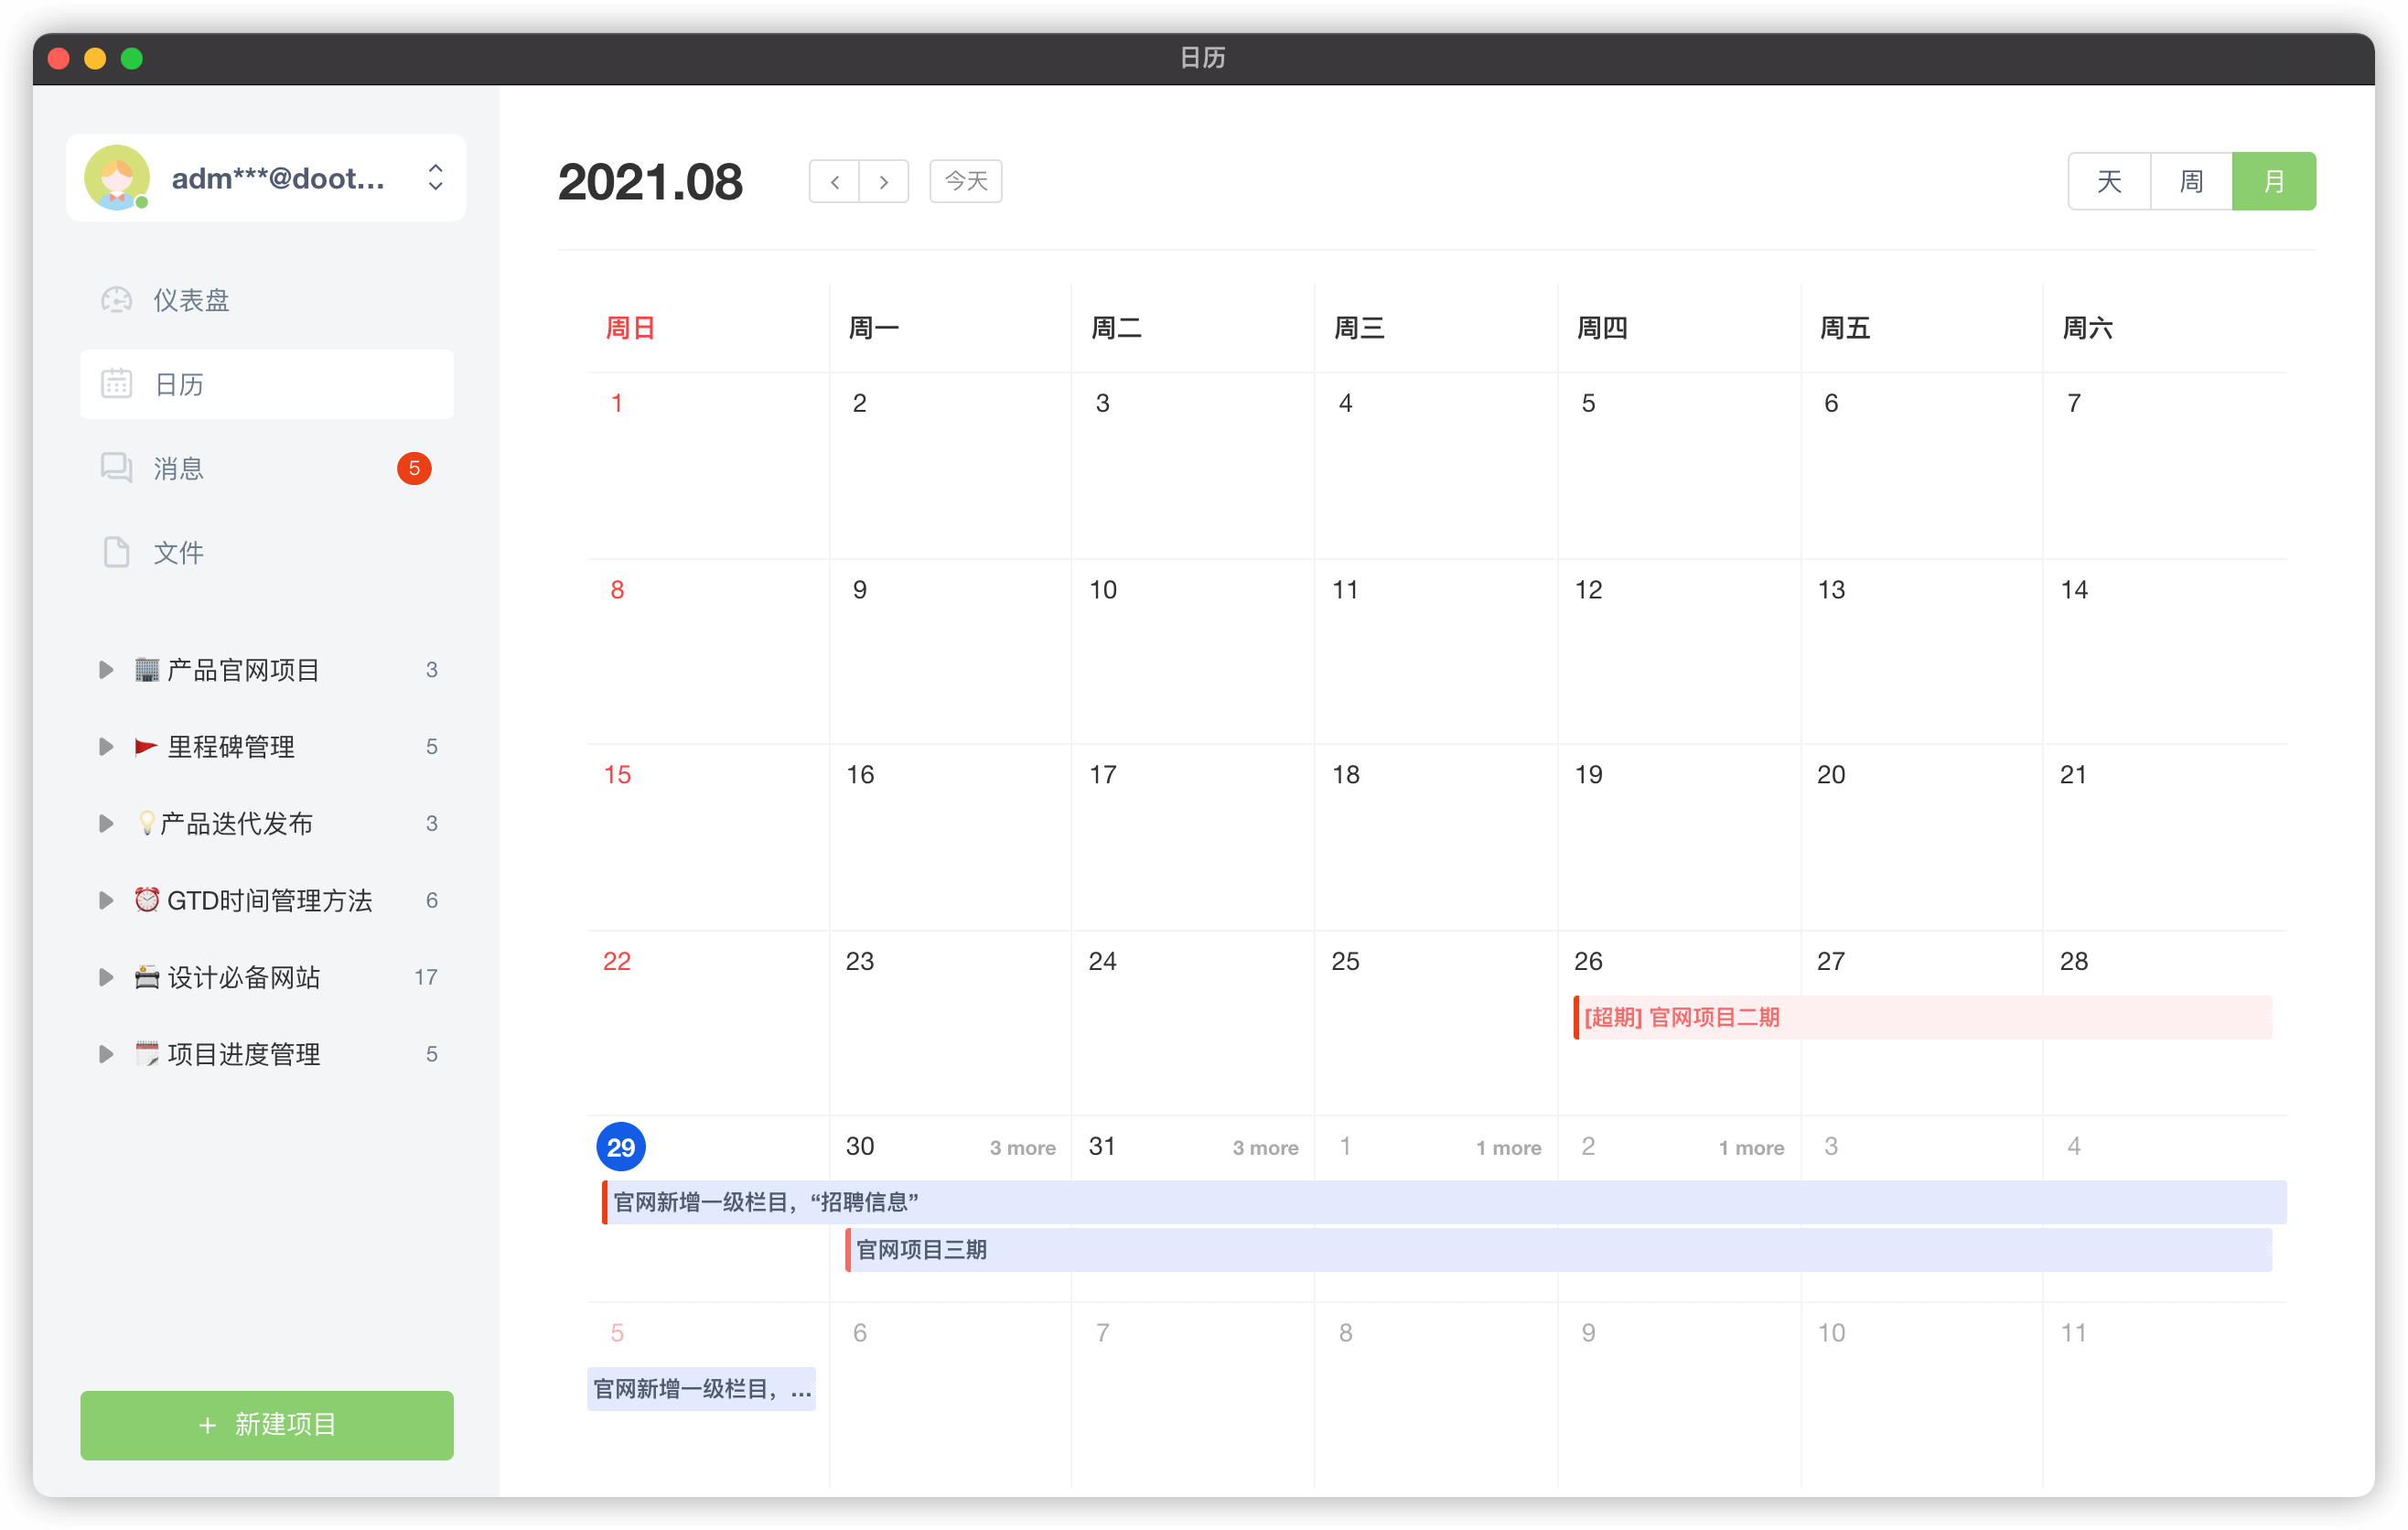 日历
adm***@doot...
仪表盘
日历
消息 5
文件
产品官网项目 3
里程碑管理 5
产品迭代发布 3
GTD时间管理方法 6
设计必备网站 17
项目进度管理 5
+ 新建项目
2021.08 今天 天 周 月
周日 周一 周二 周三 周四 周五 周六
1 2 3 4 5 6 7
8 9 10 11 12 13 14
15 16 17 18 19 20 21
22 23 24 25 26 27 28
[超期] 官网项目二期
29 30 3 more 31 3 more 1 1 more 2 1 more 3 4
官网新增一级栏目，“招聘信息”
官网项目三期
5 6 7 8 9 10 11
官网新增一级栏目，...